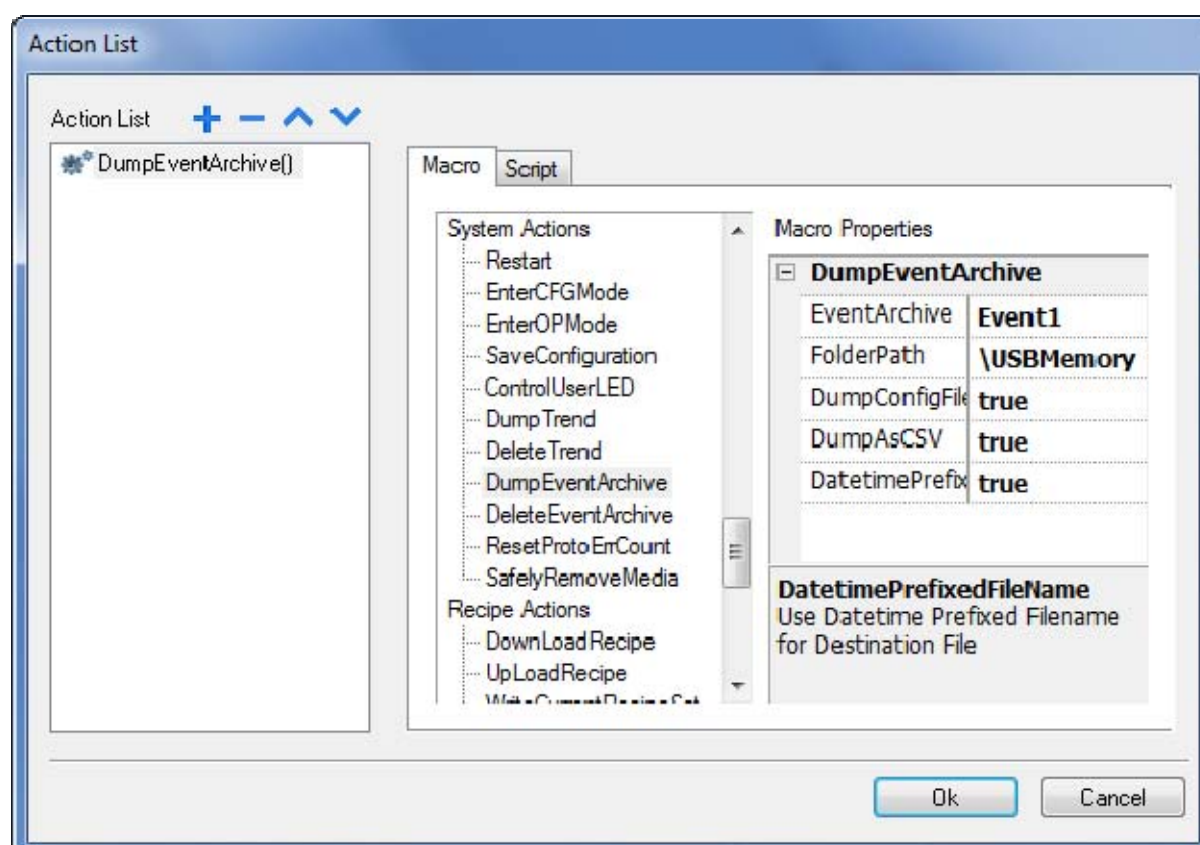 Action List
Action List
DumpEventArchive()
Macro
Script
System Actions
Restart
EnterCFGMode
EnterOPMode
SaveConfiguration
ControlUserLED
DumpTrend
DeleteTrend
DumpEventArchive
DeleteEventArchive
ResetProtoErrCount
SafelyRemoveMedia
Recipe Actions
DownLoadRecipe
UpLoadRecipe
WriteCurrentRecipeSet
Macro Properties
DumpEventArchive
EventArchive Event1
FolderPath \USBMemory
DumpConfigFile true
DumpAsCSV true
DatetimePrefix true
DatetimePrefixedFileName
Use Datetime Prefixed Filename
for Destination File
Ok
Cancel